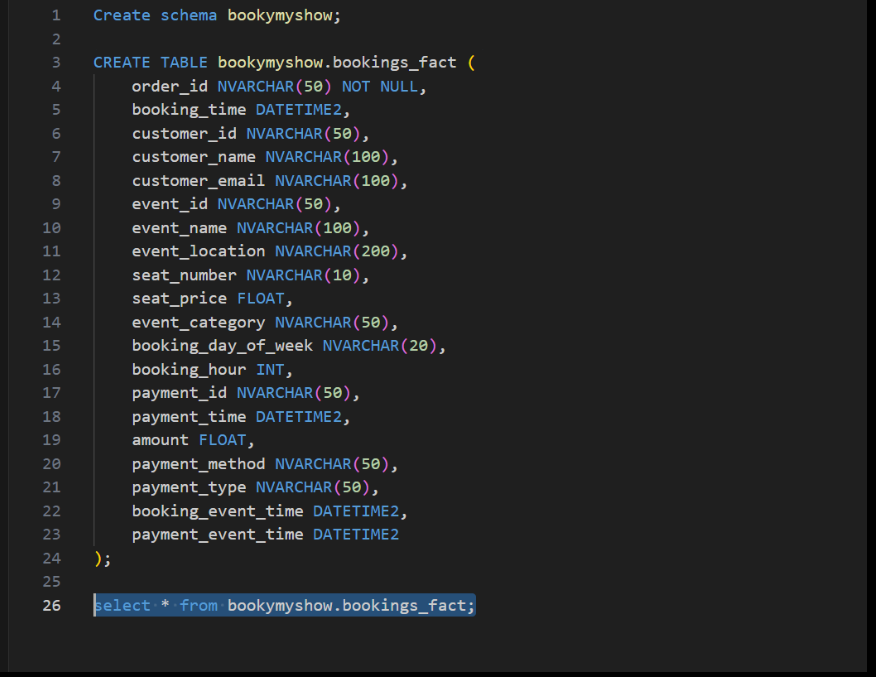 1 Create schema bookymyshow;
2
3 CREATE TABLE bookymyshow.bookings_fact (
4 order_id NVARCHAR(50) NOT NULL,
5 booking_time DATETIME2,
6 customer_id NVARCHAR(50),
7 customer_name NVARCHAR(100),
8 customer_email NVARCHAR(100),
9 event_id NVARCHAR(50),
10 event_name NVARCHAR(100),
11 event_location NVARCHAR(200),
12 seat_number NVARCHAR(10),
13 seat_price FLOAT,
14 event_category NVARCHAR(50),
15 booking_day_of_week NVARCHAR(20),
16 booking_hour INT,
17 payment_id NVARCHAR(50),
18 payment_time DATETIME2,
19 amount FLOAT,
20 payment_method NVARCHAR(50),
21 payment_type NVARCHAR(50),
22 booking_event_time DATETIME2,
23 payment_event_time DATETIME2
24 );
25
26 select * from bookymyshow.bookings_fact;